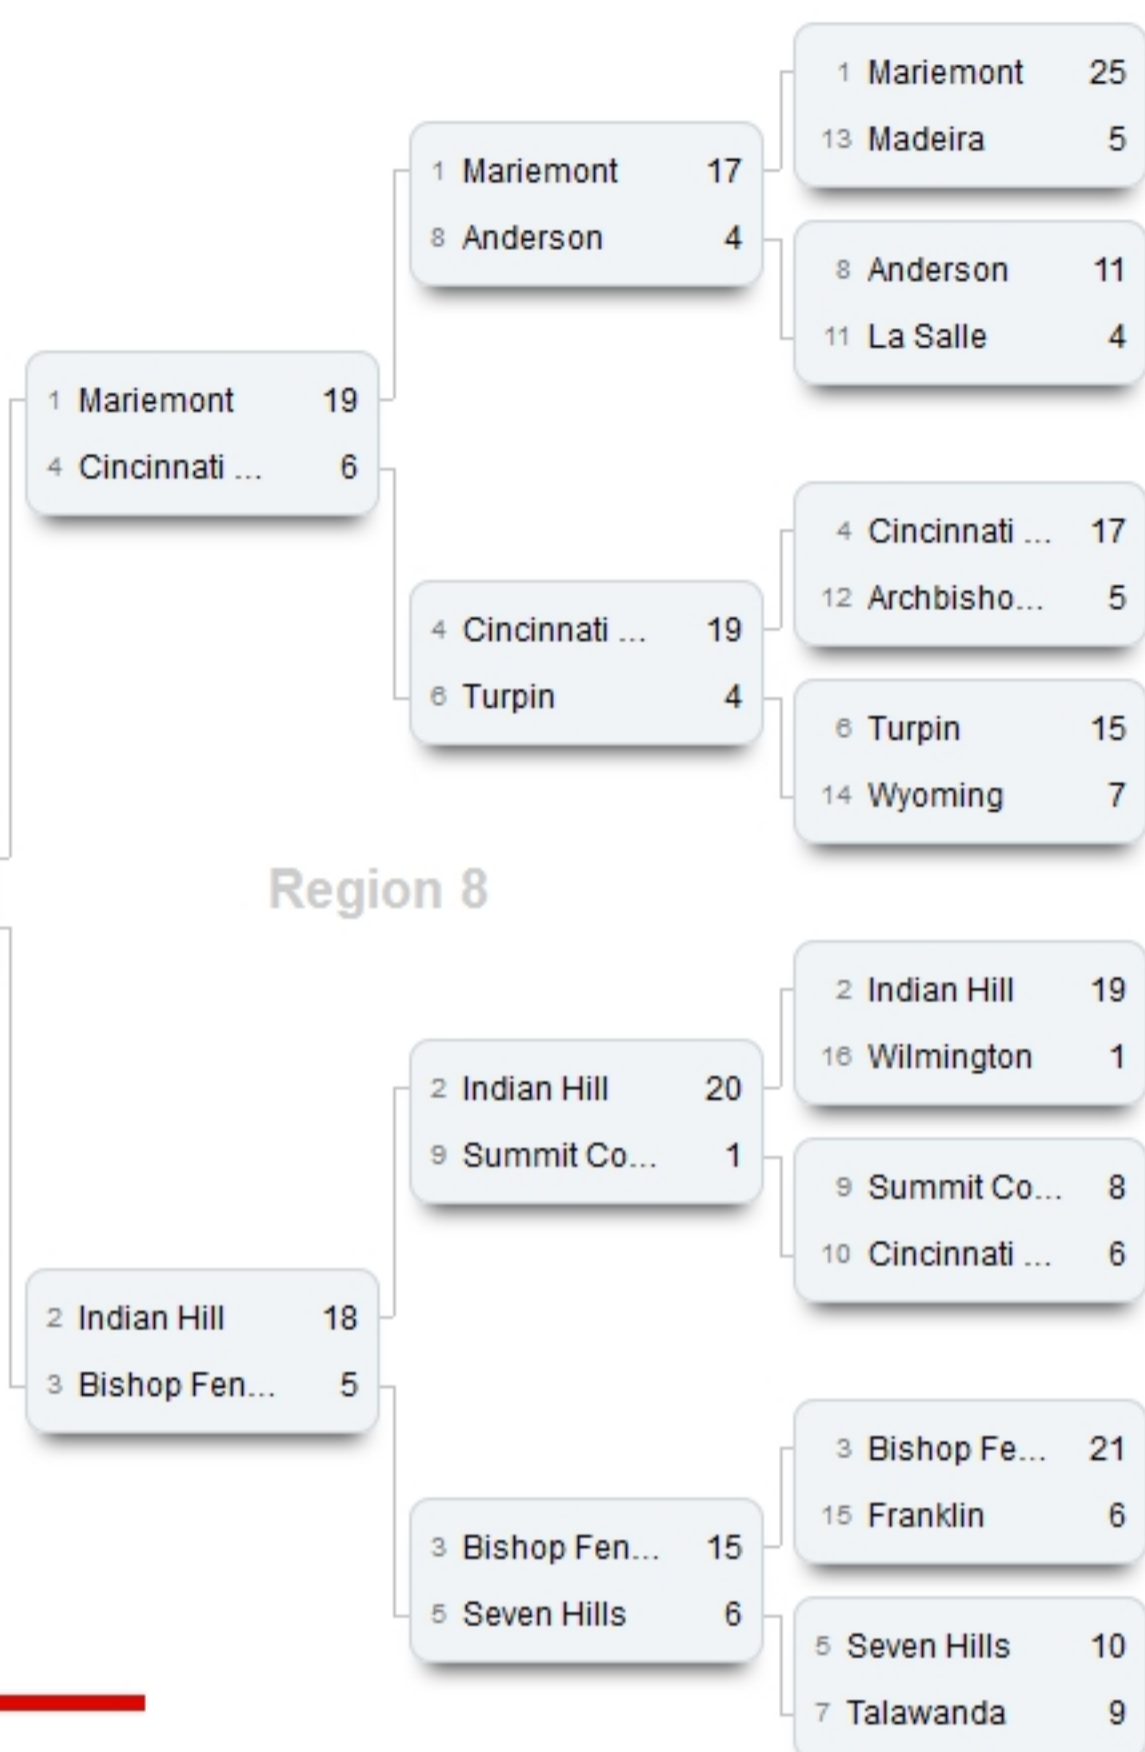 1 Mariemont 25
13 Madeira 5
1 Mariemont 17
8 Anderson 4
8 Anderson 11
11 La Salle 4
1 Mariemont 19
4 Cincinnati ... 6
4 Cincinnati ... 17
12 Archbisho... 5
4 Cincinnati ... 19
6 Turpin 4
6 Turpin 15
14 Wyoming 7
Region 8
2 Indian Hill 19
16 Wilmington 1
2 Indian Hill 20
9 Summit Co... 1
9 Summit Co... 8
10 Cincinnati ... 6
2 Indian Hill 18
3 Bishop Fen... 5
3 Bishop Fe... 21
15 Franklin 6
3 Bishop Fen... 15
5 Seven Hills 6
5 Seven Hills 10
7 Talawanda 9